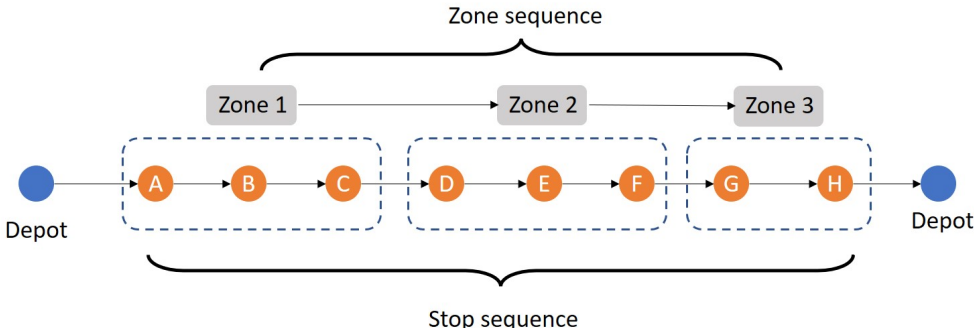 Zone sequence
Zone 1 Zone 2 Zone 3
A B C D E F G H
Depot Depot
Stop sequence